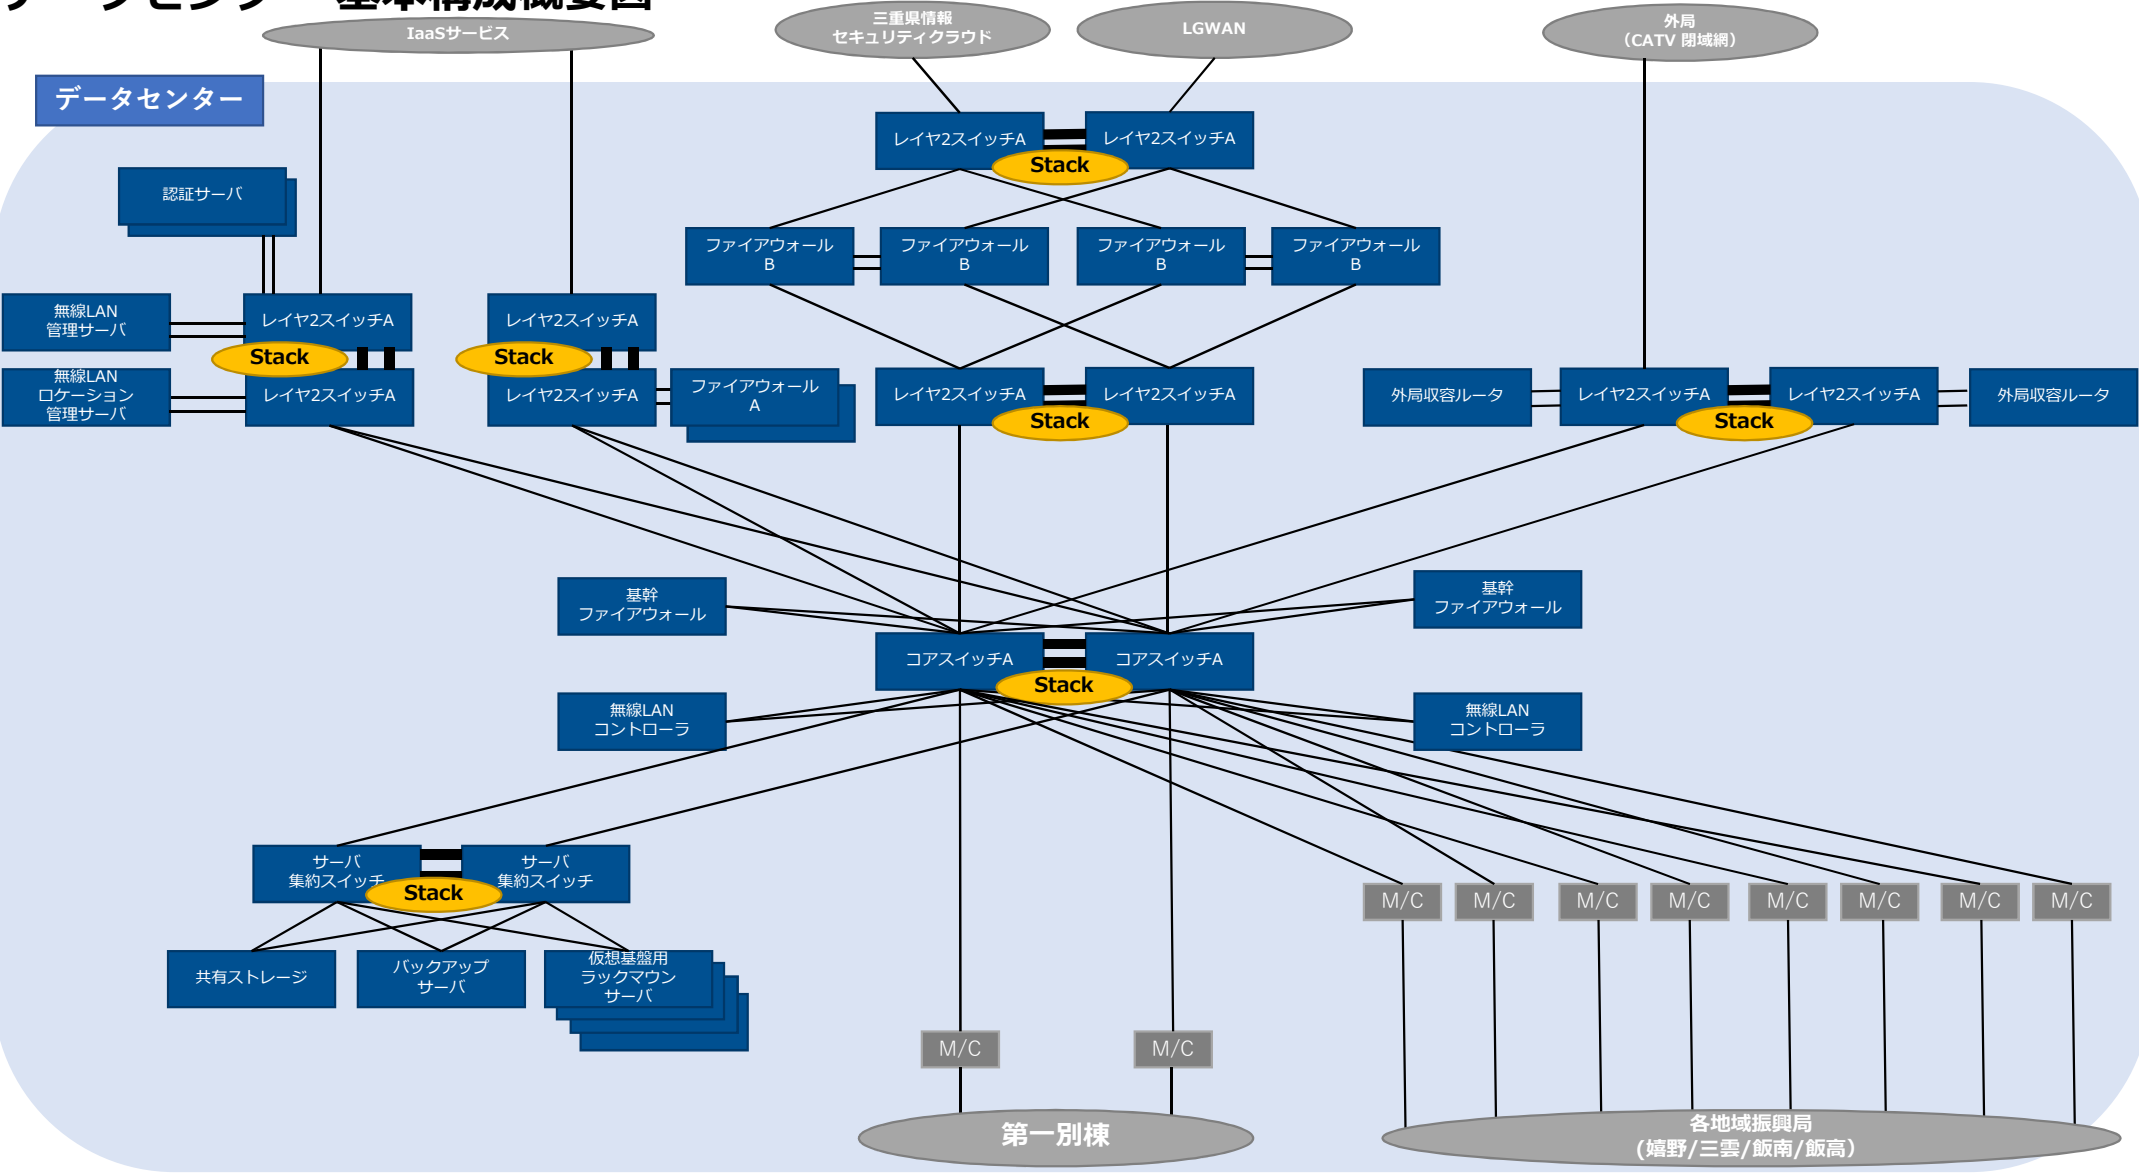 データセンター基本構成概要図
IaaSサービス
三重県情報
セキュリティクラウド
LGWAN
外局
（CATV 閉域網）
データセンター
レイヤ2スイッチA
レイヤ2スイッチA
Stack
認証サーバ
ファイアウォール
B
ファイアウォール
B
ファイアウォール
B
ファイアウォール
B
無線LAN
管理サーバ
レイヤ2スイッチA
レイヤ2スイッチA
Stack
Stack
無線LAN
ロケーション
管理サーバ
レイヤ2スイッチA
レイヤ2スイッチA
ファイアウォール
A
レイヤ2スイッチA
レイヤ2スイッチA
Stack
外局収容ルータ
レイヤ2スイッチA
レイヤ2スイッチA
Stack
外局収容ルータ
基幹
ファイアウォール
基幹
ファイアウォール
コアスイッチA
コアスイッチA
Stack
無線LAN
コントローラ
無線LAN
コントローラ
サーバ
集約スイッチ
サーバ
集約スイッチ
Stack
M/C
M/C
M/C
M/C
M/C
M/C
M/C
M/C
共有ストレージ
バックアップ
サーバ
仮想基盤用
ラックマウン
サーバ
M/C
M/C
第一別棟
各地域振興局
(嬉野/三雲/飯南/飯高）